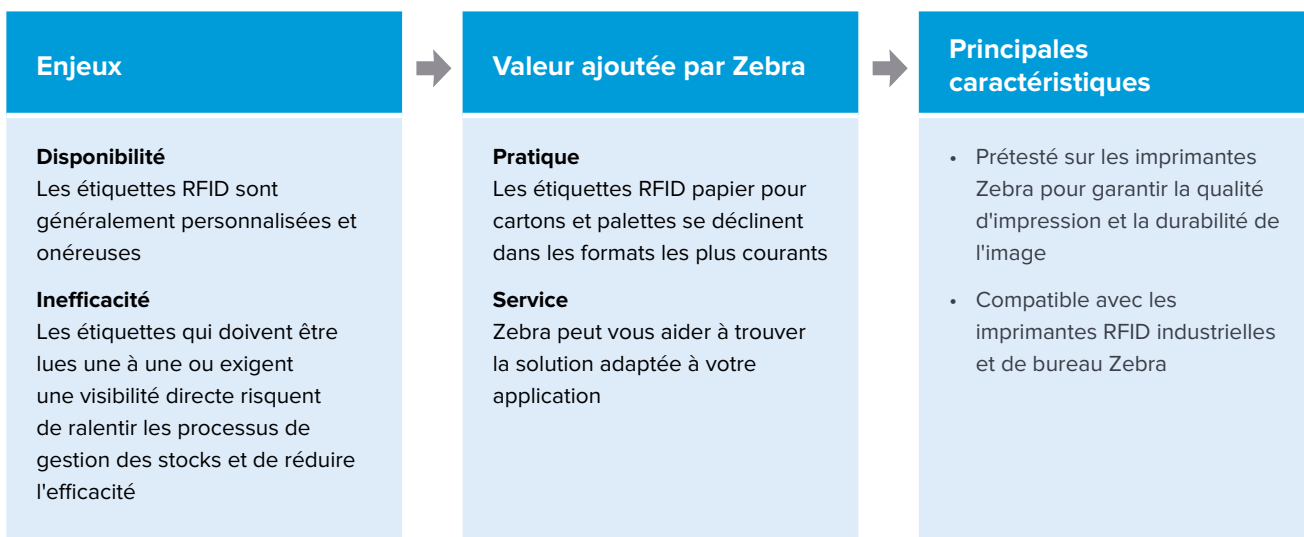 Enjeux
Disponibilité
Les étiquettes RFID sont
généralement personnalisées et
onéreuses
Inefficacité
Les étiquettes qui doivent être
lues une à une ou exigent
une visibilité directe risquent
de ralentir les processus de
gestion des stocks et de réduire
l'efficacité
Valeur ajoutée par Zebra
Pratique
Les étiquettes RFID papier pour
cartons et palettes se déclinent
dans les formats les plus courants
Service
Zebra peut vous aider à trouver
la solution adaptée à votre
application
Principales
caractéristiques
• Prétesté sur les imprimantes
Zebra pour garantir la qualité
d'impression et la durabilité de
l'image
• Compatible avec les
imprimantes RFID industrielles
et de bureau Zebra